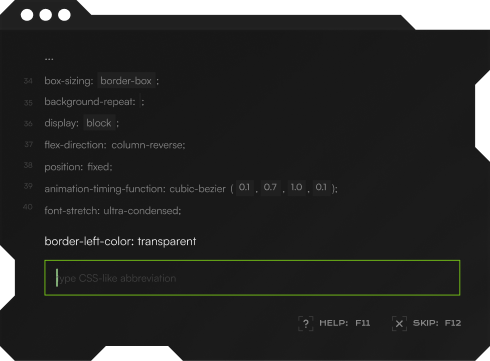 ...
34 box-sizing: border-box ;
35 background-repeat: ;
36 display: block ;
37 flex-direction: column-reverse;
38 position: fixed;
39 animation-timing-function: cubic-bezier ( 0.1 , 0.7 , 1.0 , 0.1 );
40 font-stretch: ultra-condensed;
border-left-color: transparent
Type CSS-like abbreviation
? HELP: F11 X SKIP: F12